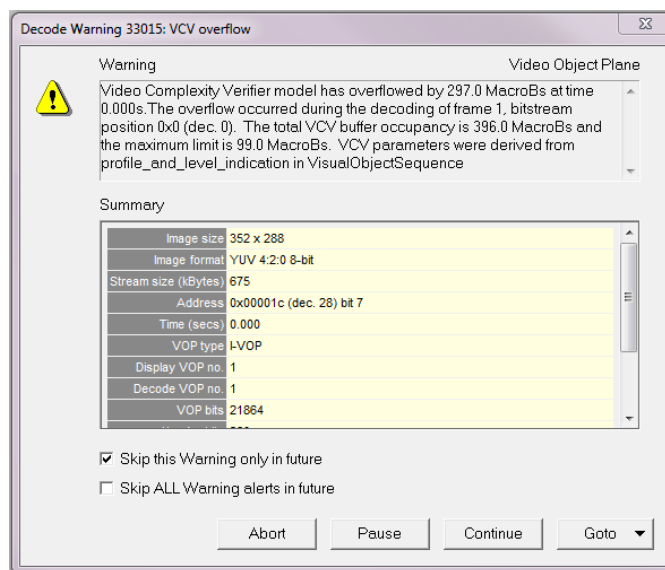 Decode Warning 33015: VCV overflow
Warning
Video Object Plane
Video Complexity Verifier model has overflowed by 297.0 MacroBs at time
0.000s.The overflow occurred during the decoding of frame 1, bitstream
position 0x0 (dec. 0).  The total VCV buffer occupancy is 396.0 MacroBs and
the maximum limit is 99.0 MacroBs.  VCV parameters were derived from
profile_and_level_indication in VisualObjectSequence
Summary
Image size 352 x 288
Image format YUV 4:2:0 8-bit
Stream size (kBytes) 675
Address 0x00001c (dec. 28) bit 7
Time (secs) 0.000
VOP type I-VOP
Display VOP no. 1
Decode VOP no. 1
VOP bits 21864
Skip this Warning only in future
Skip ALL Warning alerts in future
Abort
Pause
Continue
Goto